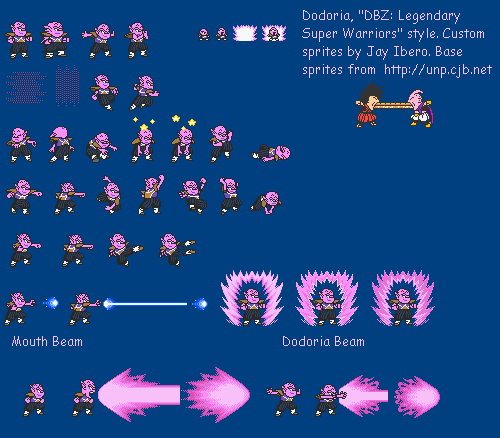 Dodoria, "DBZ: Legendary
Super Warriors" style. Custom
sprites by Jay Ibero. Base
sprites from http://unp.cjb.net
Mouth Beam
Dodoria Beam